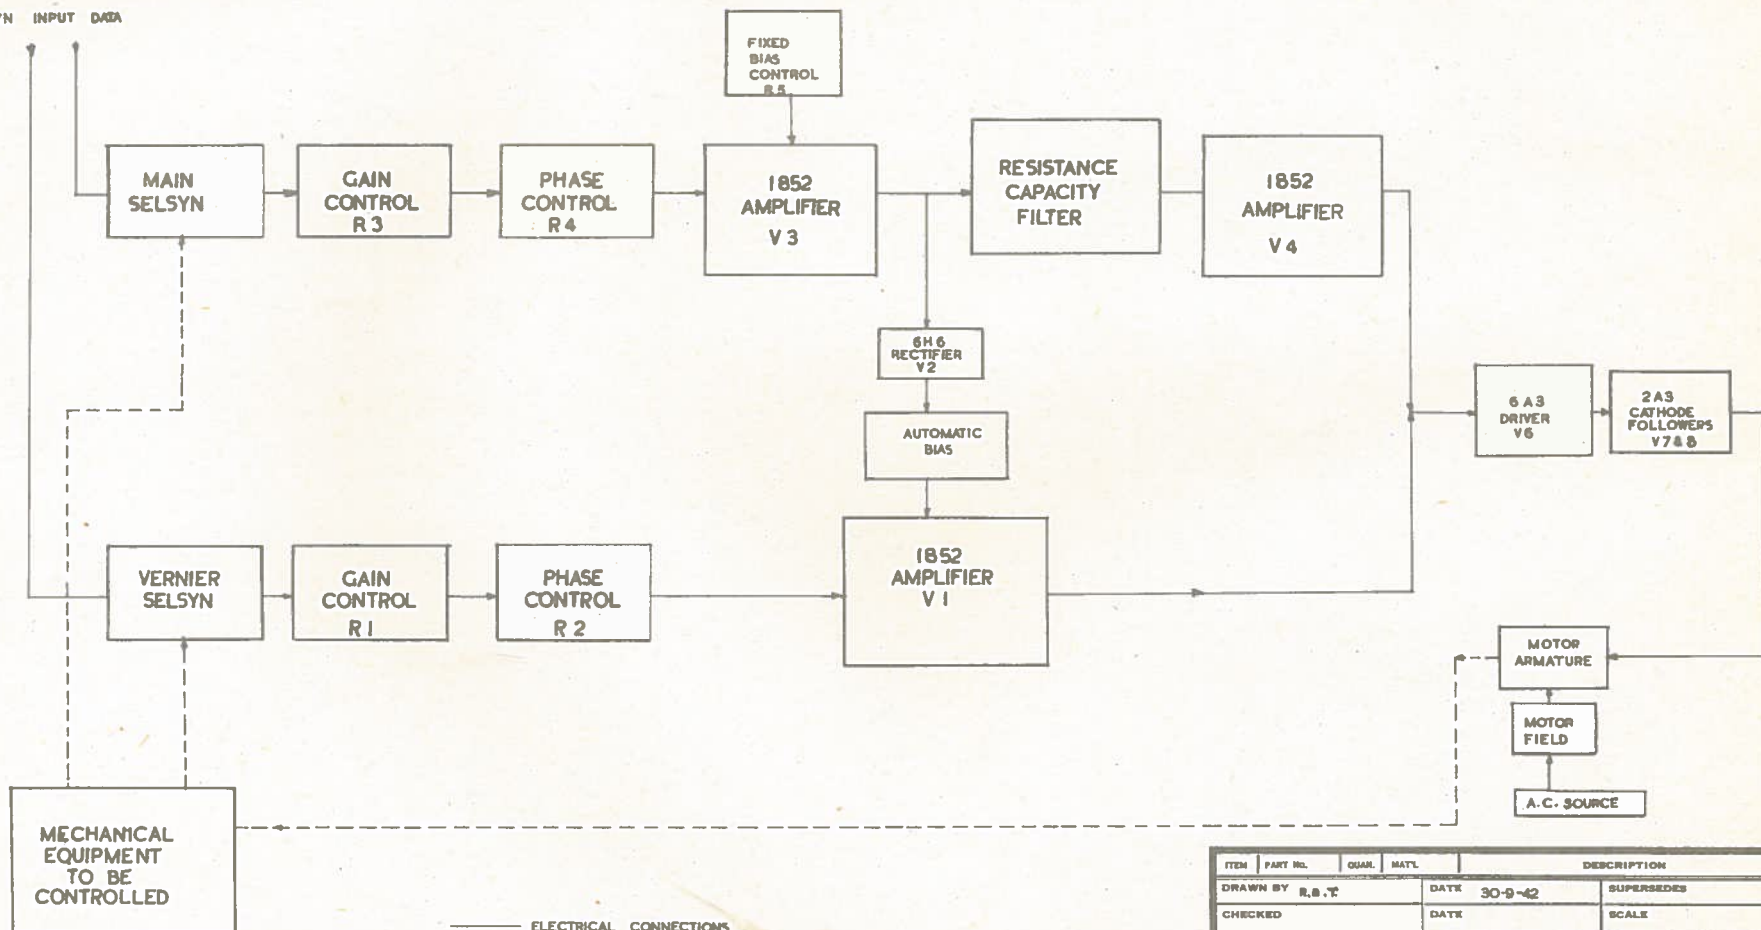 N INPUT DATA
FIXED
BIAS
CONTROL
R5
MAIN
SELSYN
GAIN
CONTROL
R3
PHASE
CONTROL
R4
1852
AMPLIFIER
V3
RESISTANCE
CAPACITY
FILTER
1852
AMPLIFIER
V4
6H6
RECTIFIER
V2
AUTOMATIC
BIAS
6A3
DRIVER
V6
2A3
CATHODE
FOLLOWERS
V7&8
VERNIER
SELSYN
GAIN
CONTROL
R1
PHASE
CONTROL
R2
1852
AMPLIFIER
V1
MOTOR
ARMATURE
MOTOR
FIELD
A.C. SOURCE
MECHANICAL
EQUIPMENT
TO BE
CONTROLLED
ELECTRICAL CONNECTIONS
ITEM PART No. QUAN. MAT'L DESCRIPTION
DRAWN BY R.B.T. DATE 30-9-42 SUPERSEDES
CHECKED DATE SCALE